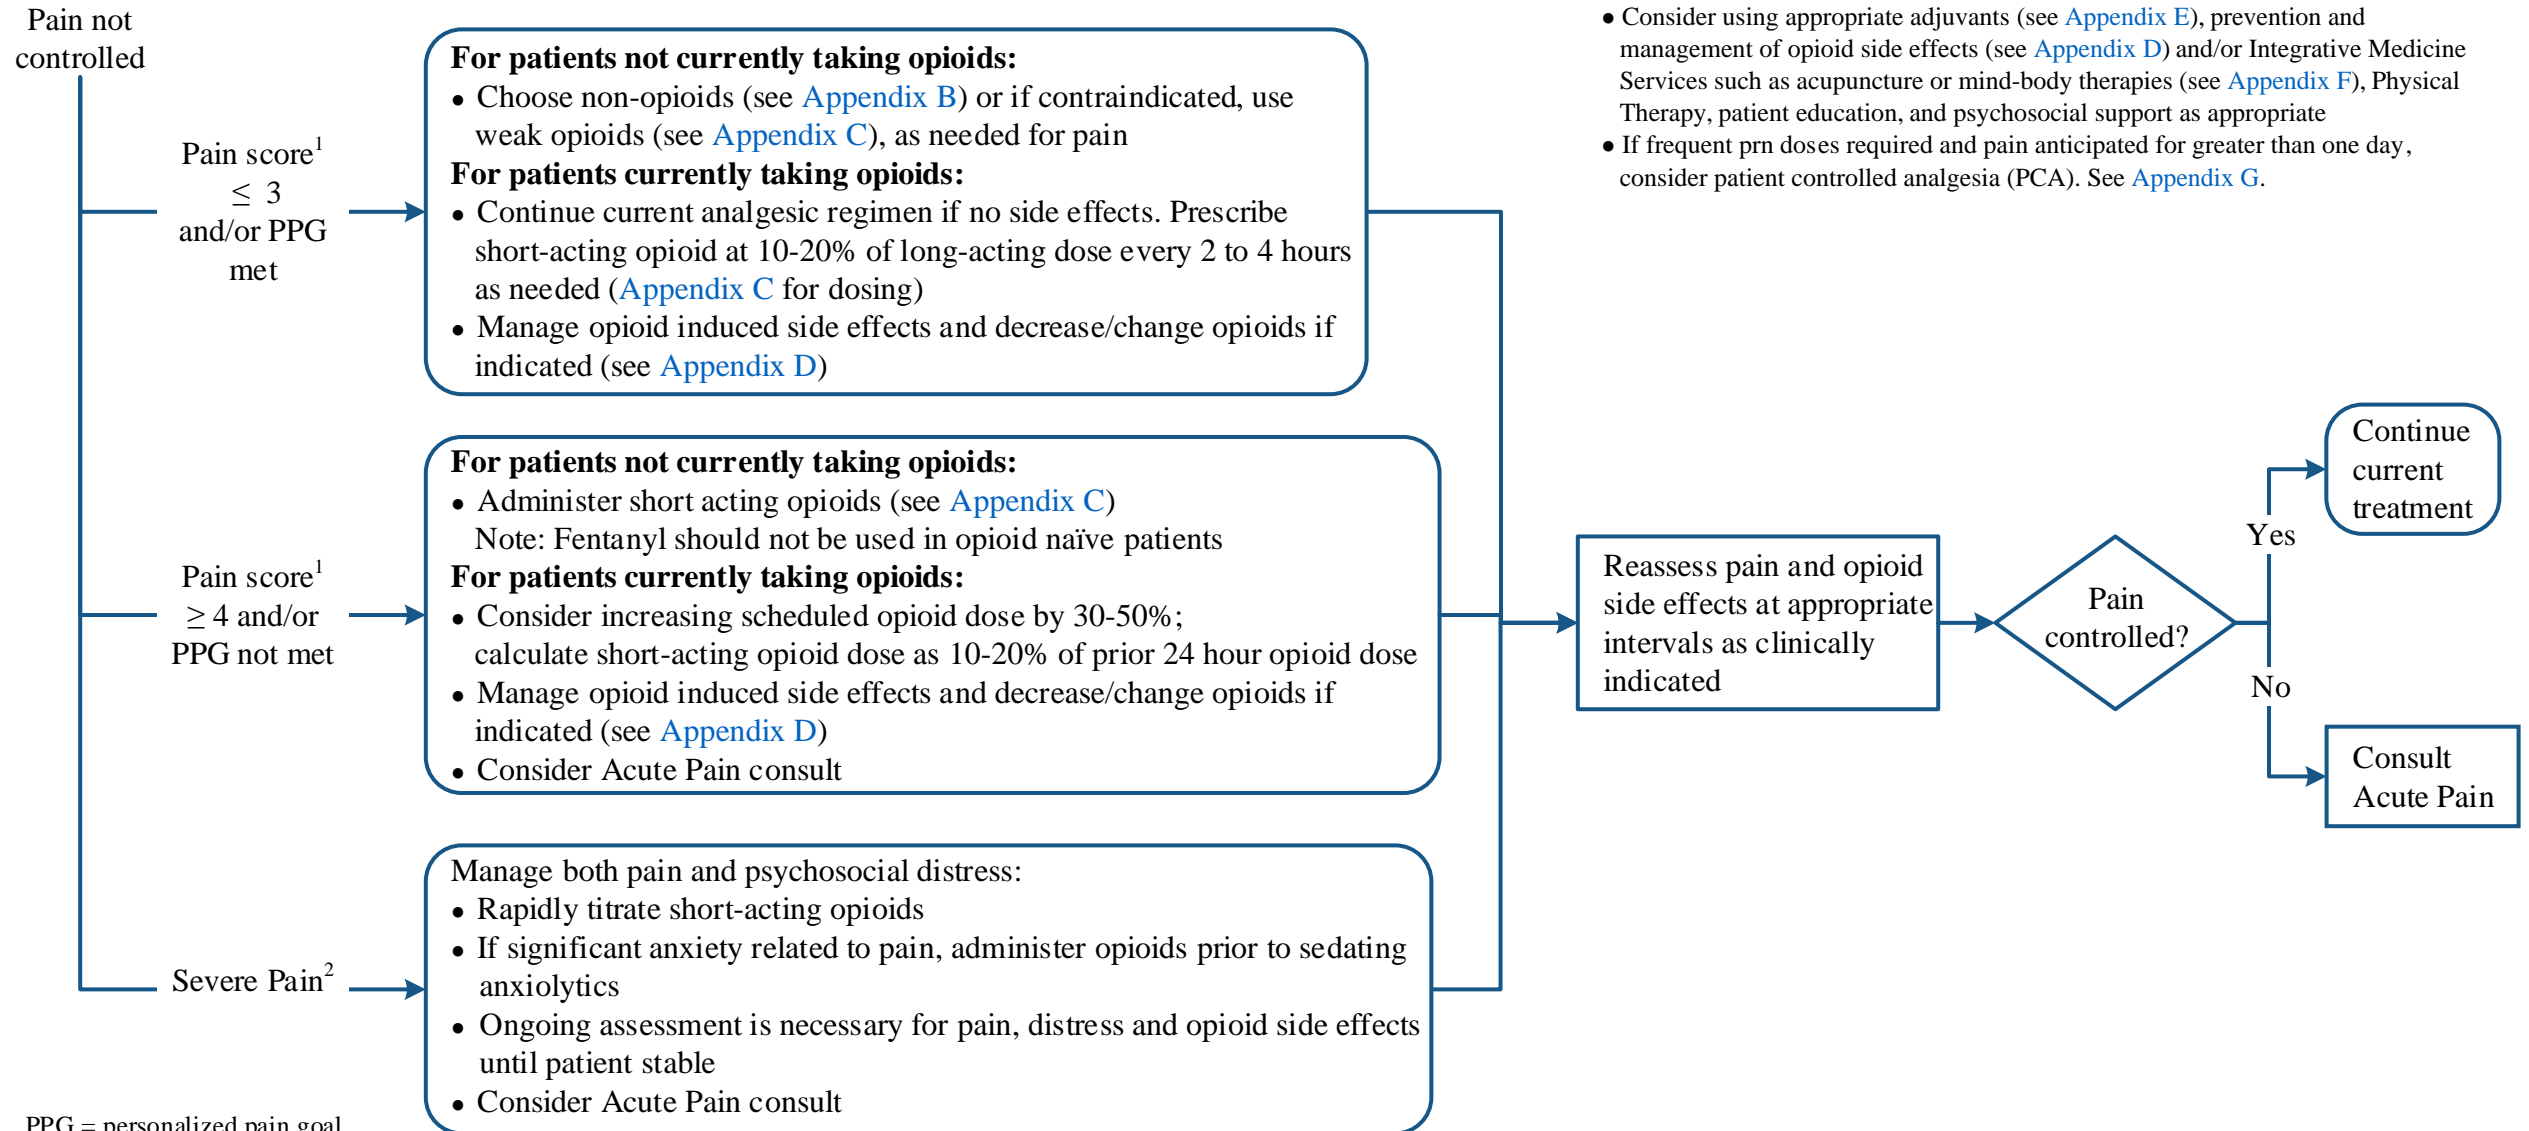 Pain not
controlled
Pain score1
≤ 3
and/or PPG
met
For patients not currently taking opioids:
• Choose non-opioids (see Appendix B) or if contraindicated, use
weak opioids (see Appendix C), as needed for pain
For patients currently taking opioids:
• Continue current analgesic regimen if no side effects. Prescribe
short-acting opioid at 10-20% of long-acting dose every 2 to 4 hours
as needed (Appendix C for dosing)
• Manage opioid induced side effects and decrease/change opioids if
indicated (see Appendix D)
• Consider using appropriate adjuvants (see Appendix E), prevention and
management of opioid side effects (see Appendix D) and/or Integrative Medicine
Services such as acupuncture or mind-body therapies (see Appendix F), Physical
Therapy, patient education, and psychosocial support as appropriate
• If frequent prn doses required and pain anticipated for greater than one day,
consider patient controlled analgesia (PCA). See Appendix G.
Pain score1
≥ 4 and/or
PPG not met
For patients not currently taking opioids:
• Administer short acting opioids (see Appendix C)
Note: Fentanyl should not be used in opioid naïve patients
For patients currently taking opioids:
• Consider increasing scheduled opioid dose by 30-50%;
calculate short-acting opioid dose as 10-20% of prior 24 hour opioid dose
• Manage opioid induced side effects and decrease/change opioids if
indicated (see Appendix D)
• Consider Acute Pain consult
Severe Pain2
Manage both pain and psychosocial distress:
• Rapidly titrate short-acting opioids
• If significant anxiety related to pain, administer opioids prior to sedating
anxiolytics
• Ongoing assessment is necessary for pain, distress and opioid side effects
until patient stable
• Consider Acute Pain consult
Reassess pain and opioid
side effects at appropriate
intervals as clinically
indicated
Pain
controlled?
Yes
Continue
current
treatment
No
Consult
Acute Pain
PPG = personalized pain goal